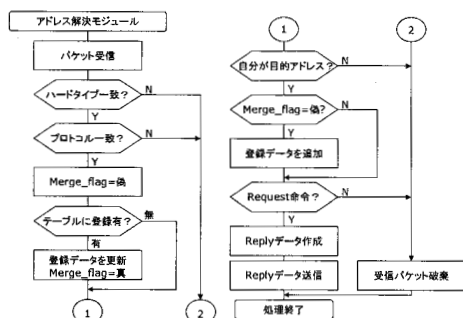 アドレス解決モジュール
パケット受信
ハードタイプ一致?
N
Y
プロトコル一致?
N
Y
Merge_flag=偽
テーブルに登録有?
無
有
登録データを更新
Merge_flag=真
1
2
1
2
自分が目的アドレス?
N
Y
Merge_flag=偽?
N
Y
登録データを追加
Request命令?
N
Y
Replyデータ作成
Replyデータ送信
受信パケット破棄
処理終了